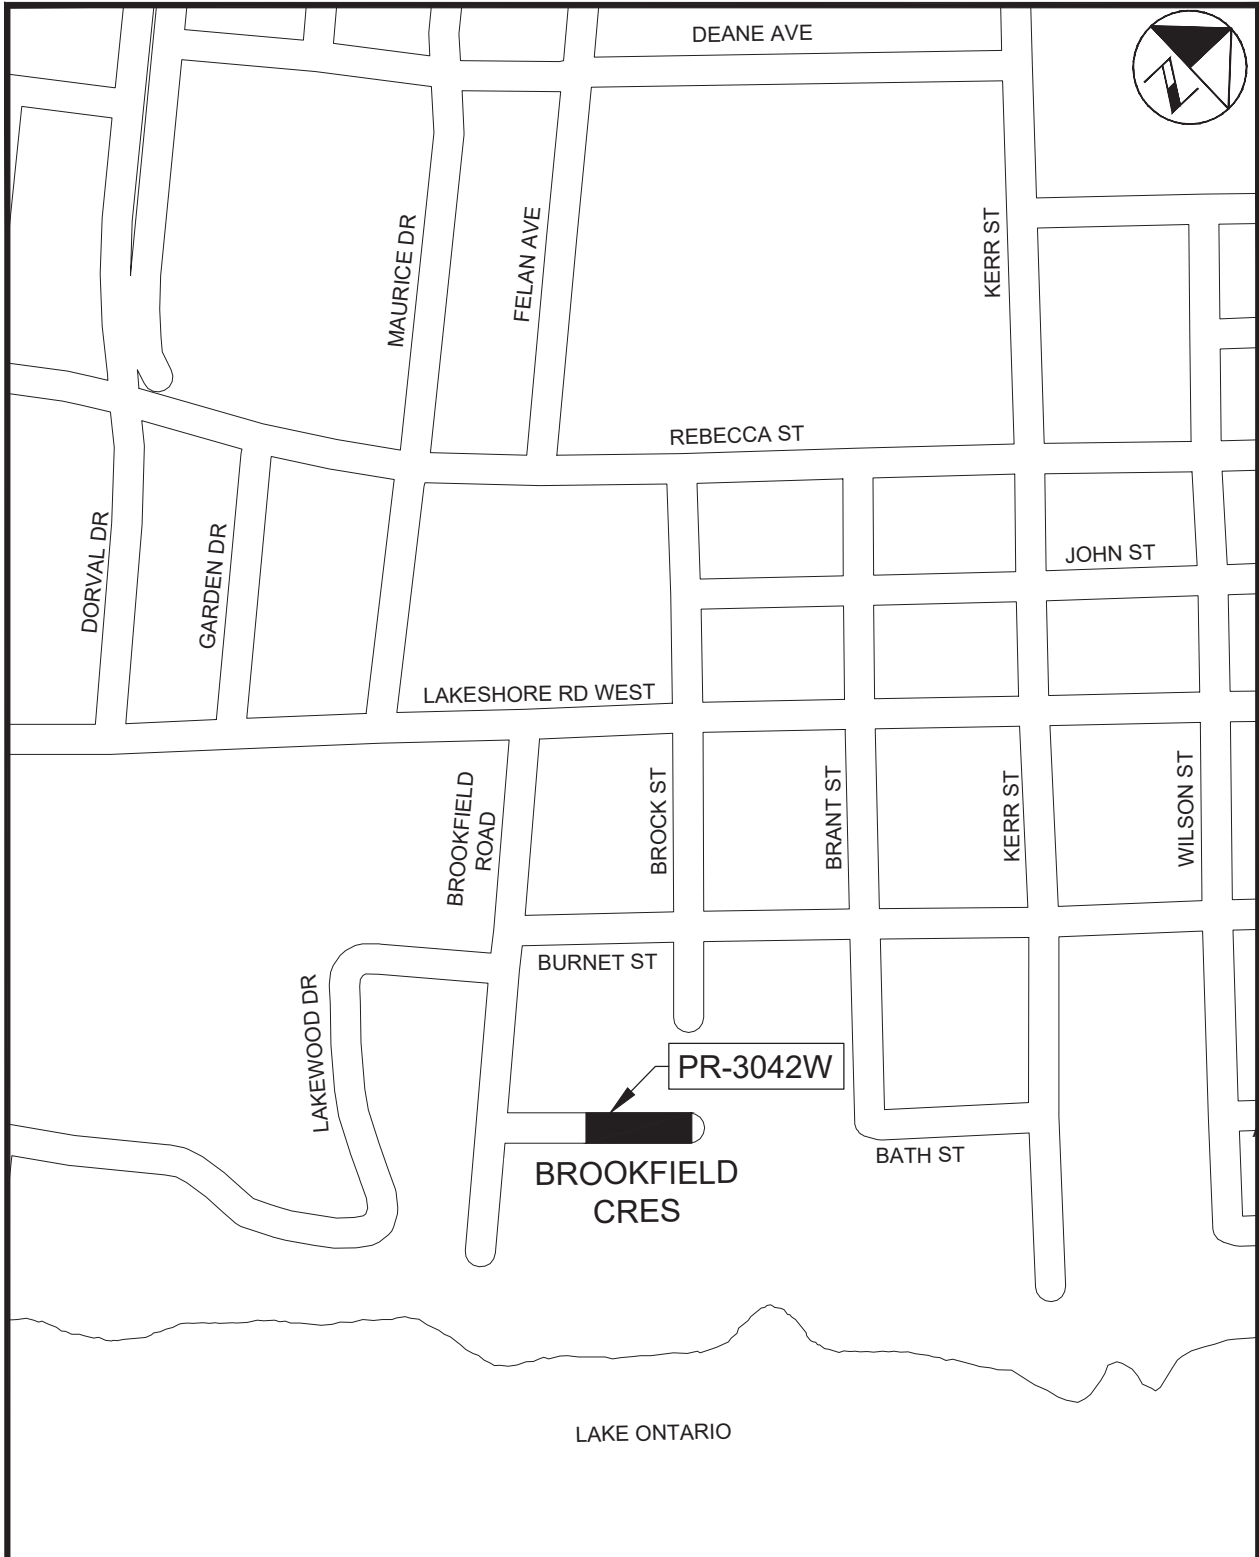 DEANE AVE
MAURICE DR
FELAN AVE
KERR ST
REBECCA ST
DORVAL DR
GARDEN DR
JOHN ST
LAKESHORE RD WEST
BROOKFIELD
ROAD
BROCK ST
BRANT ST
KERR ST
WILSON ST
BURNET ST
LAKEWOOD DR
PR-3042W
BATH ST
BROOKFIELD
CRES
LAKE ONTARIO